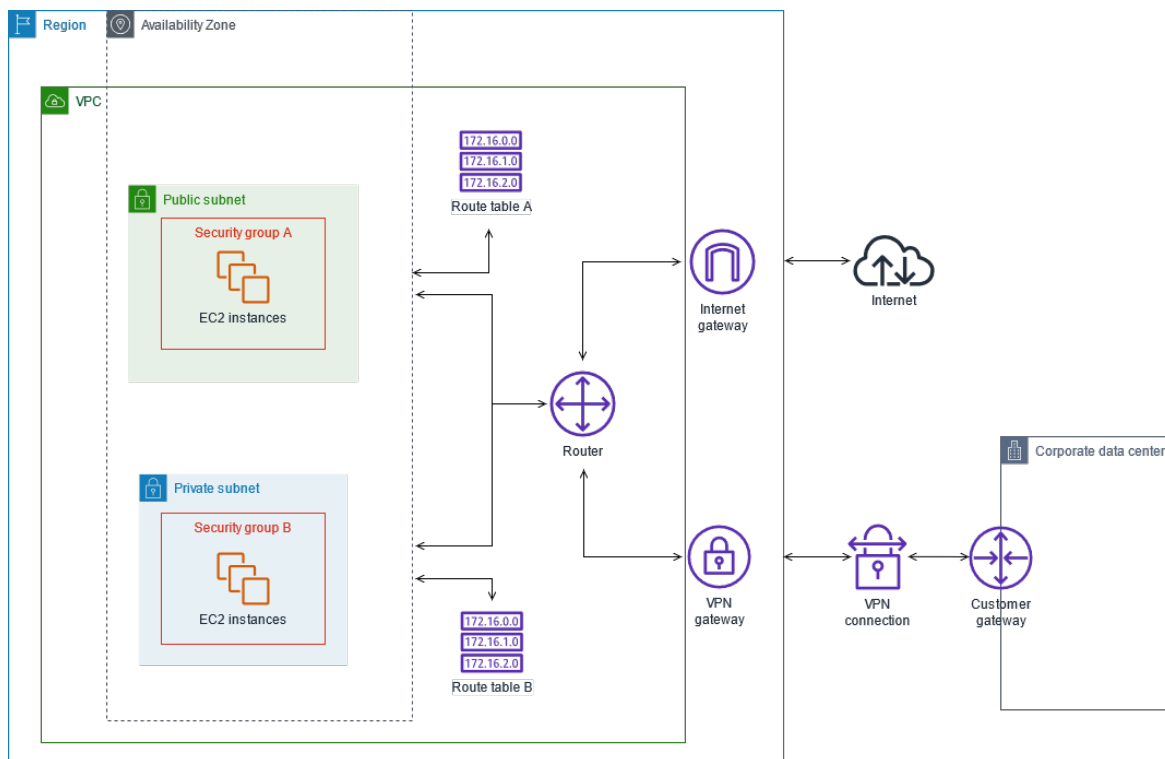 Region
Availability Zone
VPC
172.16.0.0
172.16.1.0
172.16.2.0
Route table A
Public subnet
Security group A
EC2 instances
Internet
gateway
Internet
Router
Corporate data center
Private subnet
Security group B
EC2 instances
VPN
gateway
VPN
connection
Customer
gateway
172.16.0.0
172.16.1.0
172.16.2.0
Route table B